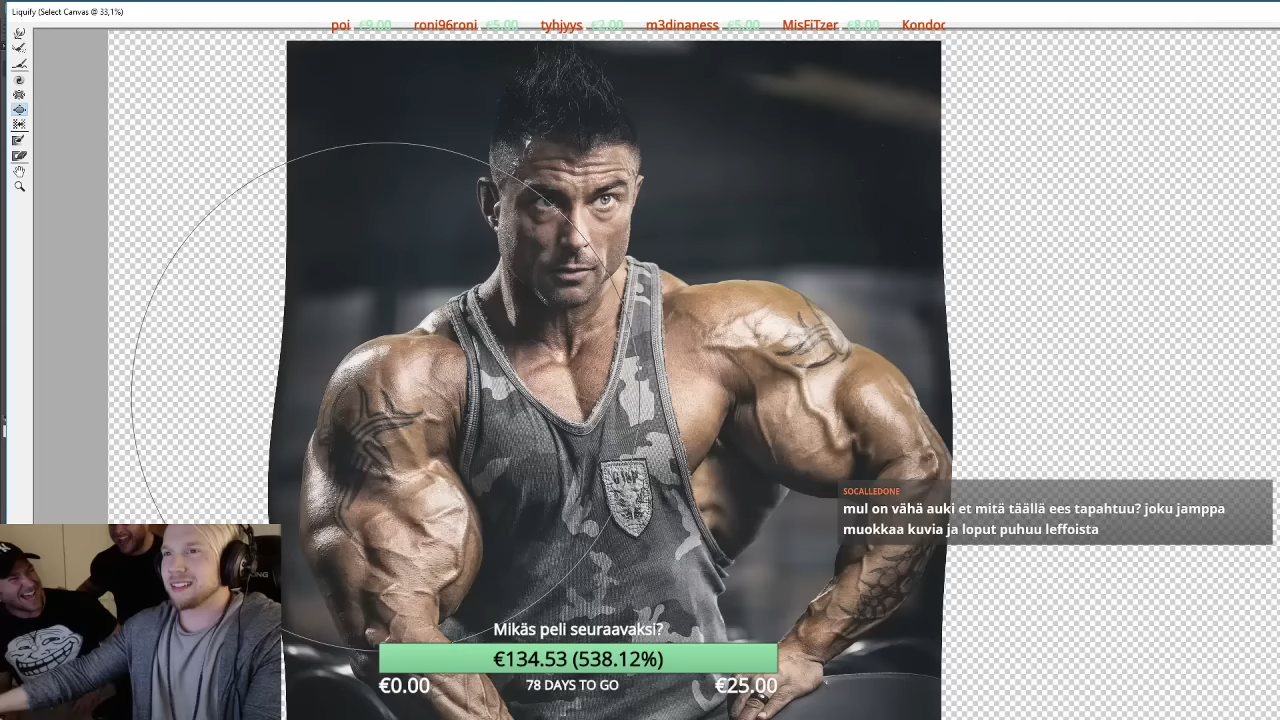 Liquify (Select Canvas @ 33,1%)
poi €9.00 roni96roni €5.00 tyhjyys €2.00 m3dinaness €5.00 MisFiTzer €8.00 Kondoc
SOCALLEDONE
mul on vähä auki et mitä täällä ees tapahtuu? joku jamppa
muokkaa kuvia ja loput puhuu leffoista
Mikäs peli seuraavaksi?
€134.53 (538.12%)
€0.00 78 DAYS TO GO €25.00